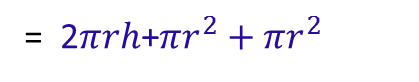 = 2πrh+πr² + πr²